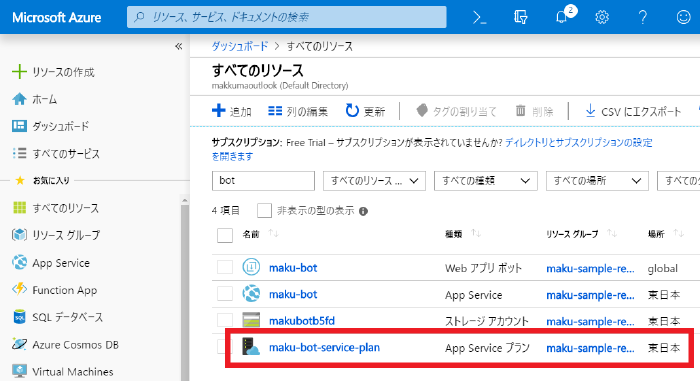 Microsoft Azure
リソース、サービス、ドキュメントの検索
2
ダッシュボード > すべてのリソース
リソースの作成
ホーム
ダッシュボード
すべてのサービス
お気に入り
すべてのリソース
リソース グループ
App Service
Function App
SQL データベース
Azure Cosmos DB
Virtual Machines
すべてのリソース
makkumaoutlook (Default Directory)
追加 列の編集 更新 タグの割り当て 削除 CSV にエクスポート
サブスクリプション: Free Trial – サブスクリプションが表示されていませんか? ディレクトリとサブスクリプションの設定
を開きます
bot すべてのリソース ... すべての種類 すべての場所 すべての
4 項目 非表示の型の表示
名前 種類 リソース グループ 場所
maku-bot Web アプリ ボット maku-sample-re... global
maku-bot App Service maku-sample-re... 東日本
makubotb5fd ストレージ アカウント maku-sample-re... 東日本
maku-bot-service-plan App Service プラン maku-sample-re... 東日本